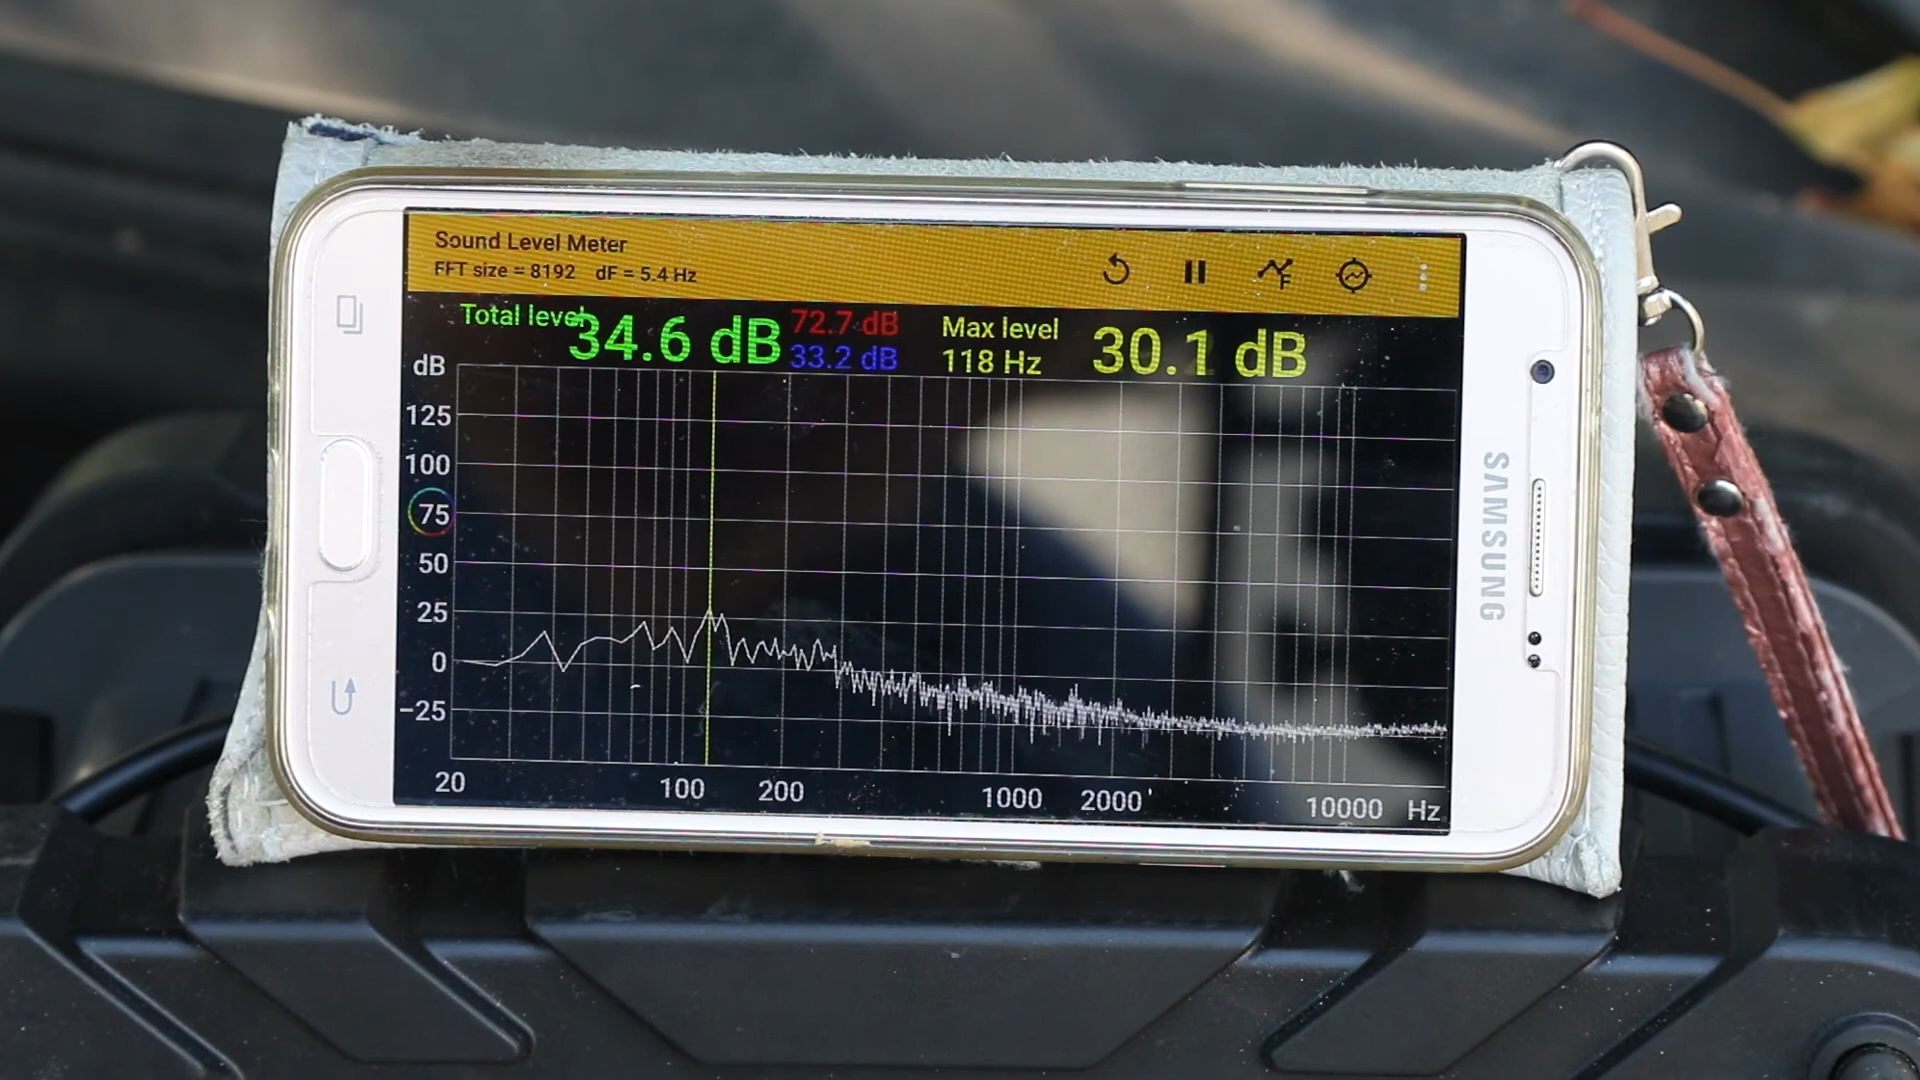 Sound Level Meter
FFT size = 8192 dF = 5.4 Hz
Total level 34.6 dB
72.7 dB
33.2 dB
Max level
118 Hz
30.1 dB
dB
125
100
75
50
25
0
−25
20 100 200 1000 2000 10000 Hz
SAMSUNG